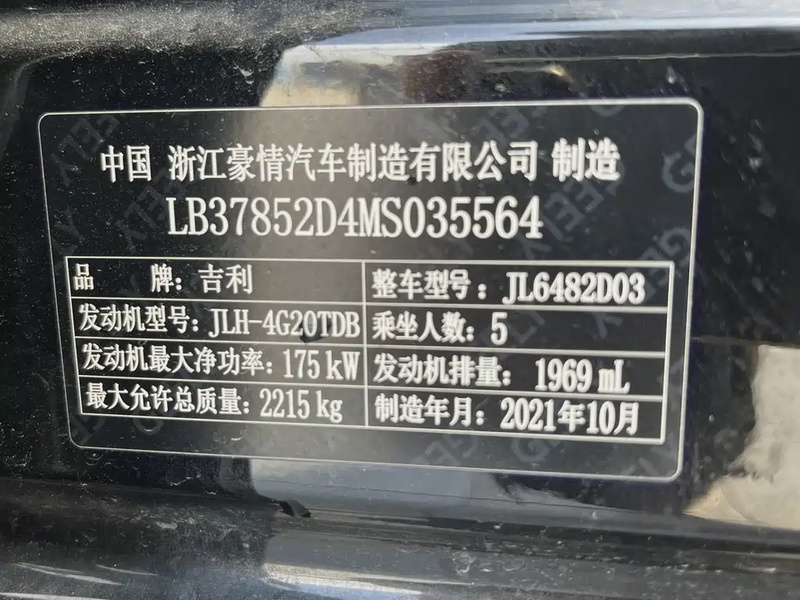 中国 浙江豪情汽车制造有限公司 制造
LB37852D4MS035564
品 牌：吉利 整车型号：JL6482D03
发动机型号：JLH-4G20TDB 乘坐人数：5
发动机最大净功率：175 kW 发动机排量：1969 mL
最大允许总质量：2215 kg 制造年月：2021年10月
GEELY
GEELY
GEELY
GEELY